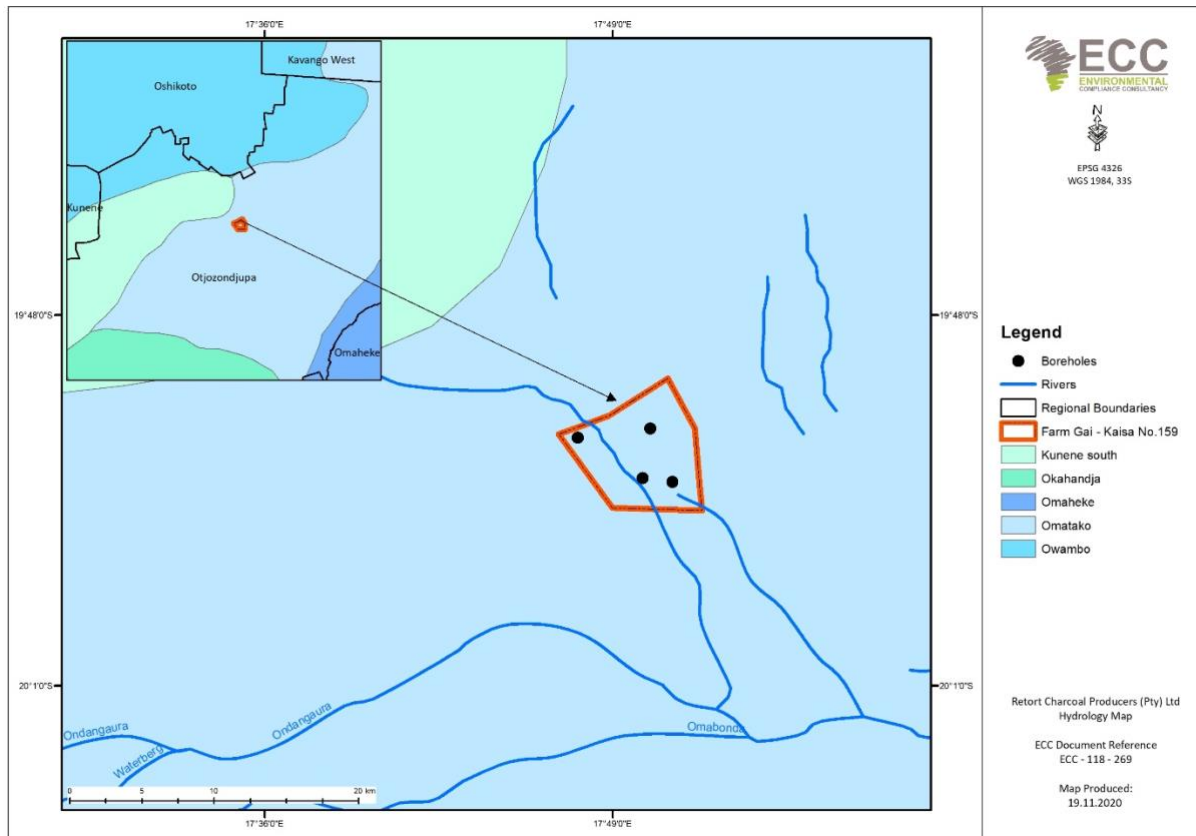 17°36'0"E
17°49'0"E
Kavango West
Oshikoto
Kunene
Otjozondjupa
Omaheke
19°48'0"S
19°48'0"S
20°1'0"S
20°1'0"S
Ondangaura
Waterberg
Ondangaura
Omabonda
0 5 10 20 km
17°36'0"E
17°49'0"E
ECC
ENVIRONMENTAL
COMPLIANCE CONSULTANCY
N
EPSG 4326
WGS 1984, 33S
Legend
Boreholes
Rivers
Regional Boundaries
Farm Gai - Kaisa No.159
Kunene south
Okahandja
Omaheke
Omatako
Owambo
Retort Charcoal Producers (Pty) Ltd
Hydrology Map
ECC Document Reference
ECC - 118 - 269
Map Produced:
19.11.2020